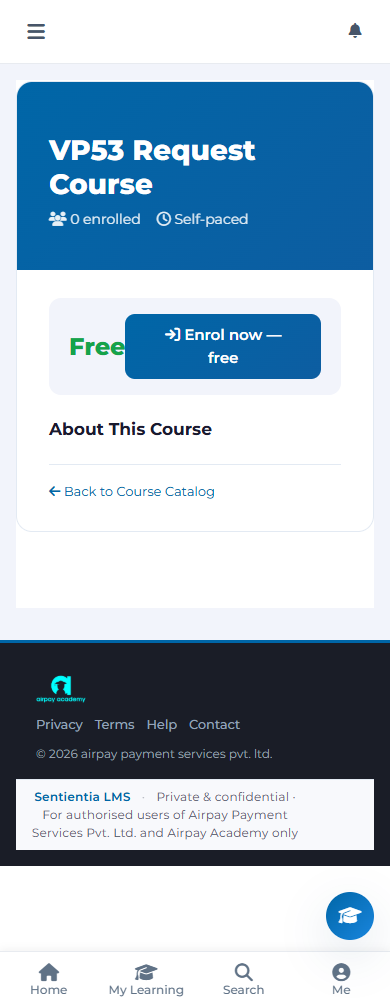 VP53 Request
Course
0 enrolled Self-paced
Free
Enrol now —
free
About This Course
Back to Course Catalog
airpay academy
Privacy Terms Help Contact
© 2026 airpay payment services pvt. ltd.
Sentientia LMS · Private & confidential ·
For authorised users of Airpay Payment
Services Pvt. Ltd. and Airpay Academy only
Home My Learning Search Me